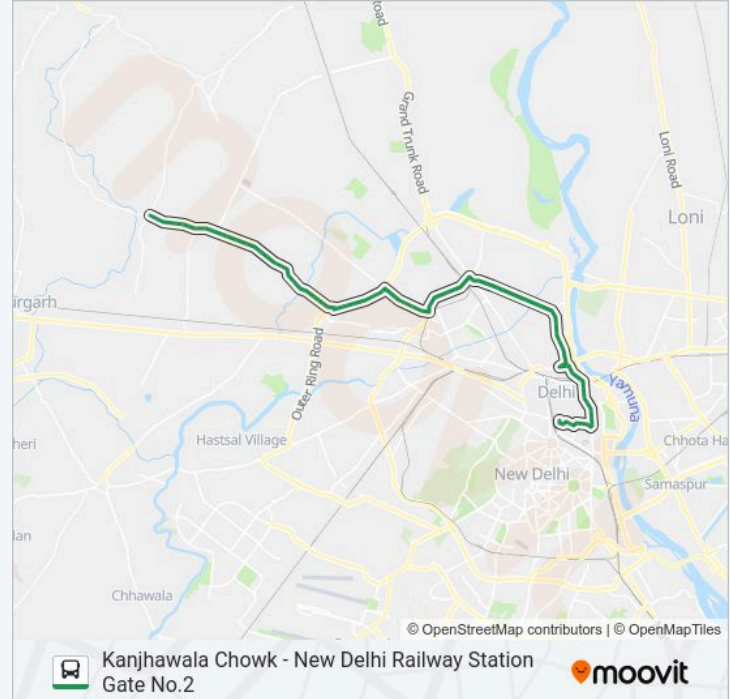 Road
Grand Trunk Road
Loni Road
Loni
irgarh
Outer Ring Road
Delhi
Yamuna
Hastsal Village
Chhota Ha
heri
New Delhi
Samaspur
lan
Chhawala
© OpenStreetMap contributors | © OpenMapTiles
Kanjhawala Chowk - New Delhi Railway Station
Gate No.2
moovit